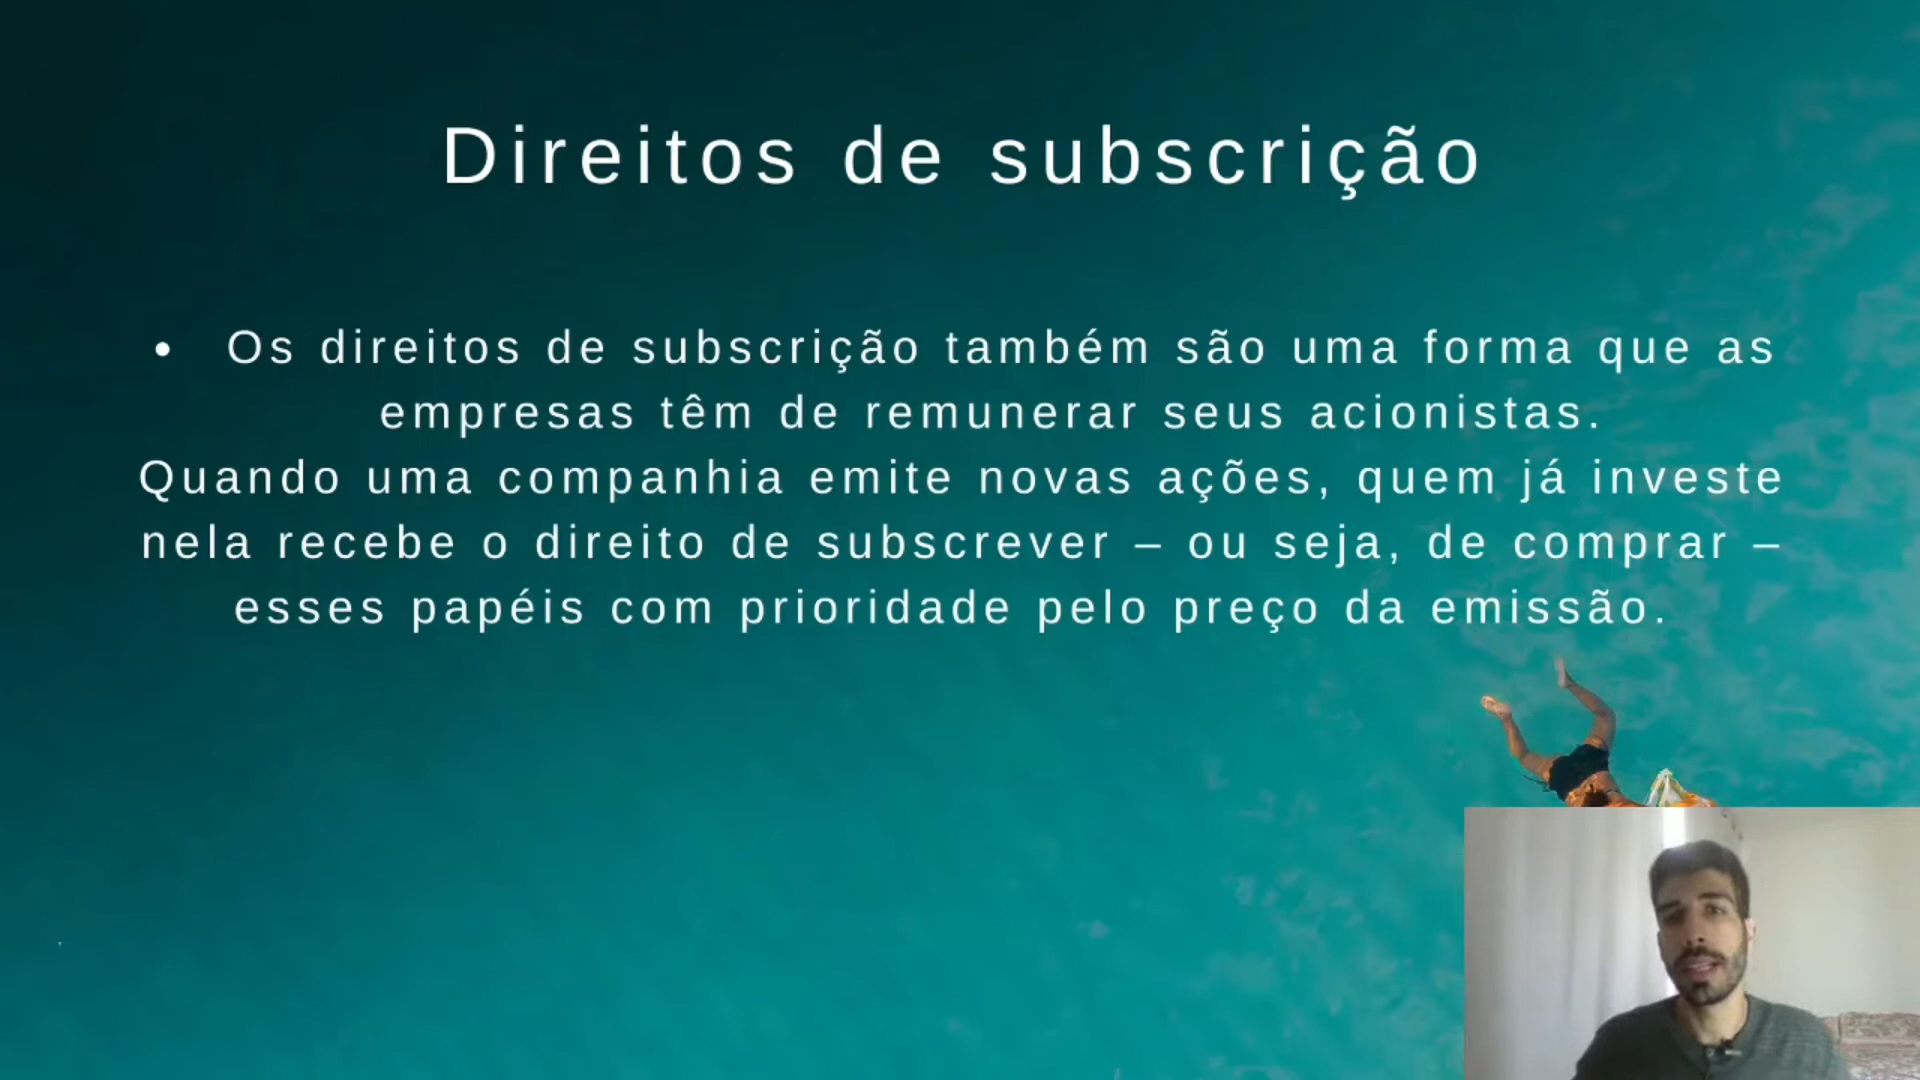 Direitos de subscrição
• Os direitos de subscrição também são uma forma que as
empresas têm de remunerar seus acionistas.
Quando uma companhia emite novas ações, quem já investe
nela recebe o direito de subscrever – ou seja, de comprar –
esses papéis com prioridade pelo preço da emissão.